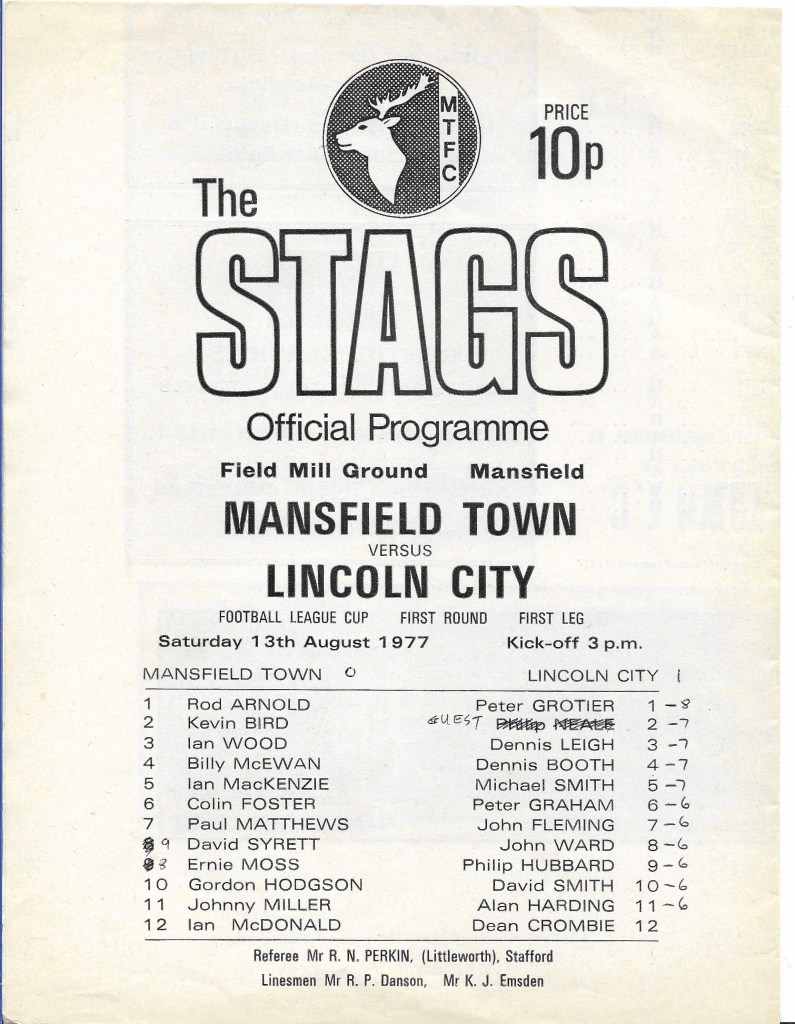 MTFC
PRICE
10p
The
STAGS
Official Programme
Field Mill Ground Mansfield
MANSFIELD TOWN
VERSUS
LINCOLN CITY
FOOTBALL LEAGUE CUP FIRST ROUND FIRST LEG
Saturday 13th August 1977 Kick-off 3 p.m.
MANSFIELD TOWN 0 LINCOLN CITY 1
1 Rod ARNOLD Peter GROTIER 1 - 8
2 Kevin BIRD GUEST Philip NEALE 2 - 7
3 Ian WOOD Dennis LEIGH 3 - 7
4 Billy McEWAN Dennis BOOTH 4 - 7
5 Ian MacKENZIE Michael SMITH 5 - 7
6 Colin FOSTER Peter GRAHAM 6 - 6
7 Paul MATTHEWS John FLEMING 7 - 6
8 9 David SYRETT John WARD 8 - 6
9 8 Ernie MOSS Philip HUBBARD 9 - 6
10 Gordon HODGSON David SMITH 10 - 6
11 Johnny MILLER Alan HARDING 11 - 6
12 Ian McDONALD Dean CROMBIE 12
Referee Mr R. N. PERKIN, (Littleworth), Stafford
Linesmen Mr R. P. Danson, Mr K. J. Emsden